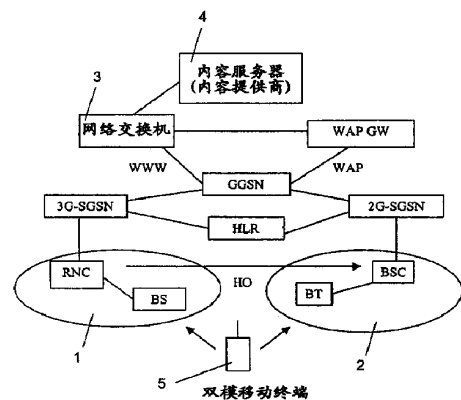 4
内容服务器
(内容提供商)
3
网络交换机
WAP GW
WWW
WAP
GGSN
3G-SGSN
2G-SGSN
HLR
RNC
BSC
HO
BS
BT
1
2
5
双模移动终端